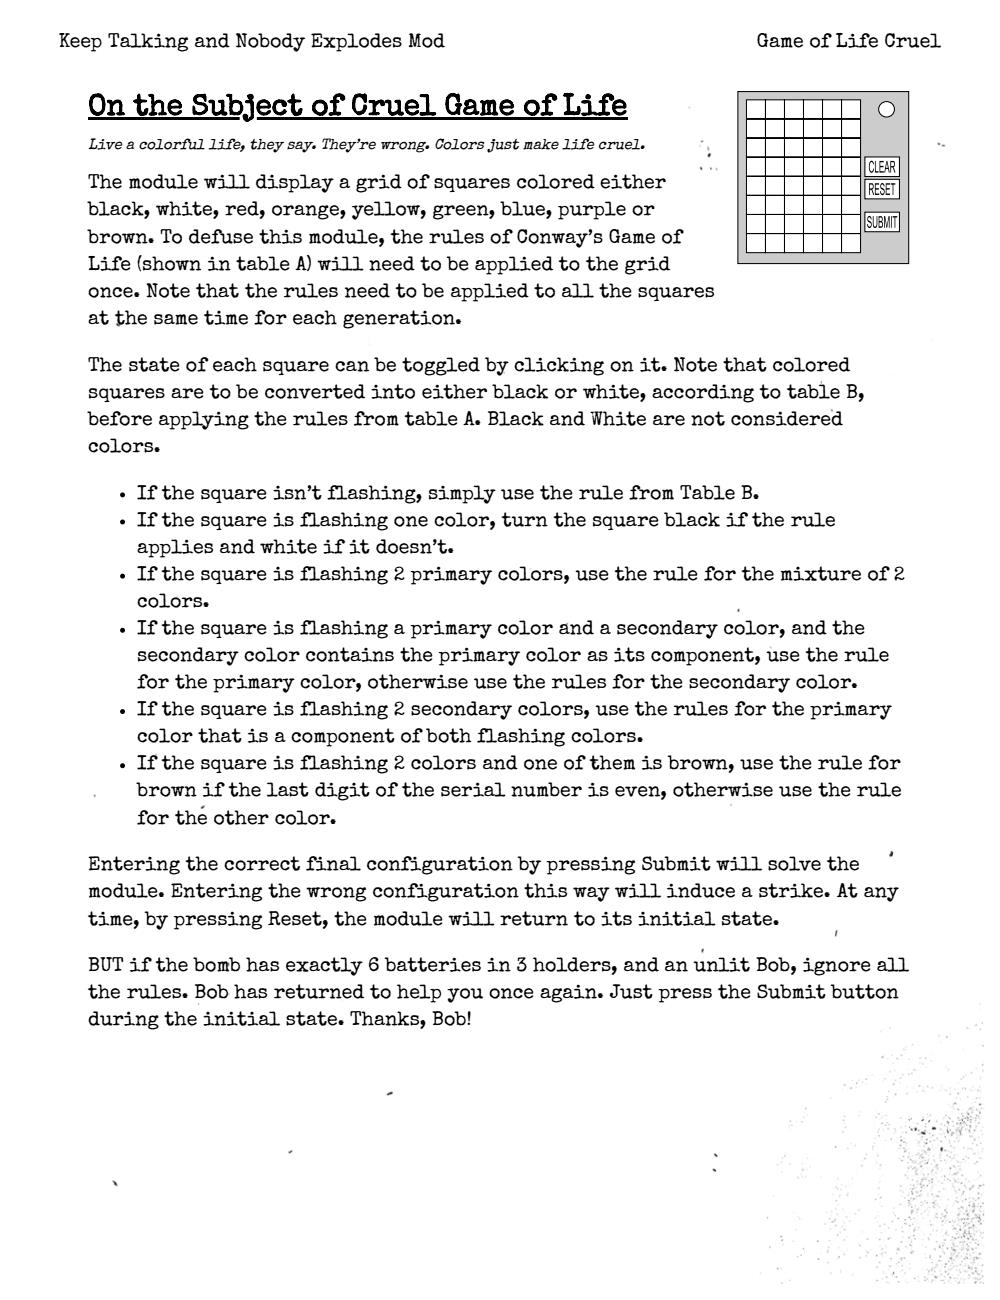 Keep Talking and Nobody Explodes Mod
Game of Life Cruel
On the Subject of Cruel Game of Life
Live a colorful life, they say. They're wrong. Colors just make life cruel.
The module will display a grid of squares colored either
black, white, red, orange, yellow, green, blue, purple or
brown. To defuse this module, the rules of Conway's Game of
Life (shown in table A) will need to be applied to the grid
once. Note that the rules need to be applied to all the squares
at the same time for each generation.
CLEAR
RESET
SUBMIT
The state of each square can be toggled by clicking on it. Note that colored
squares are to be converted into either black or white, according to table B,
before applying the rules from table A. Black and White are not considered
colors.
• If the square isn't flashing, simply use the rule from Table B.
• If the square is flashing one color, turn the square black if the rule
applies and white if it doesn't.
• If the square is flashing 2 primary colors, use the rule for the mixture of 2
colors.
• If the square is flashing a primary color and a secondary color, and the
secondary color contains the primary color as its component, use the rule
for the primary color, otherwise use the rules for the secondary color.
• If the square is flashing 2 secondary colors, use the rules for the primary
color that is a component of both flashing colors.
• If the square is flashing 2 colors and one of them is brown, use the rule for
brown if the last digit of the serial number is even, otherwise use the rule
for the other color.
Entering the correct final configuration by pressing Submit will solve the
module. Entering the wrong configuration this way will induce a strike. At any
time, by pressing Reset, the module will return to its initial state.
BUT if the bomb has exactly 6 batteries in 3 holders, and an unlit Bob, ignore all
the rules. Bob has returned to help you once again. Just press the Submit button
during the initial state. Thanks, Bob!